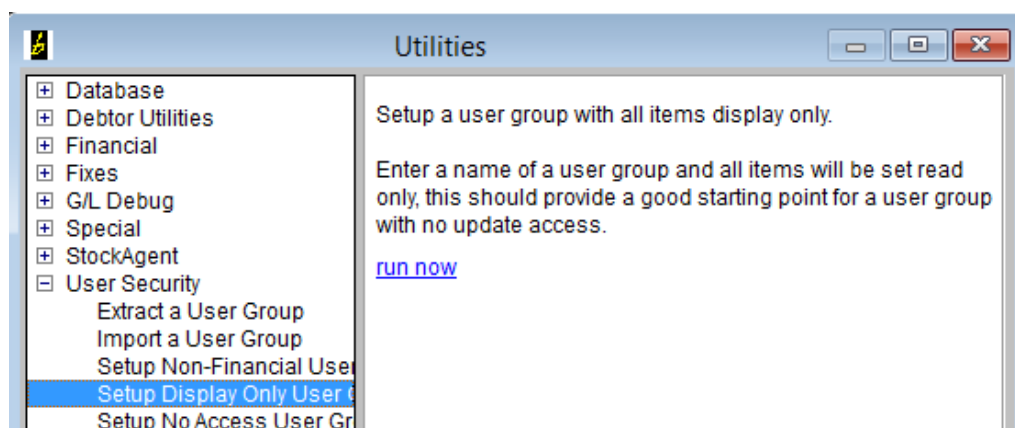 Utilities
Database
Debtor Utilities
Financial
Fixes
G/L Debug
Special
StockAgent
User Security
Extract a User Group
Import a User Group
Setup Non-Financial User
Setup Display Only User
Setup No Access User Gr
Setup a user group with all items display only.
Enter a name of a user group and all items will be set read
only, this should provide a good starting point for a user group
with no update access.
run now